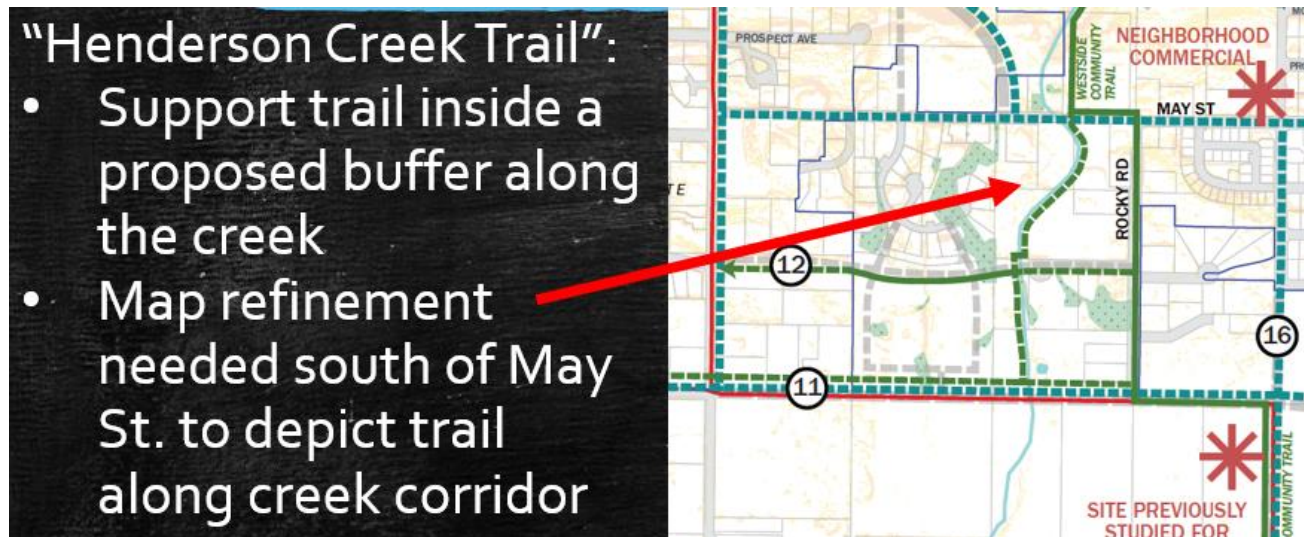 “Henderson Creek Trail”:
• Support trail inside a
proposed buffer along
the creek
• Map refinement
needed south of May
St. to depict trail
along creek corridor
PROSPECT AVE
WESTSIDE
COMMUNITY
TRAIL
NEIGHBORHOOD
COMMERCIAL
MAY ST
ROCKY RD
12
16
11
SITE PREVIOUSLY
STUDIED FOR